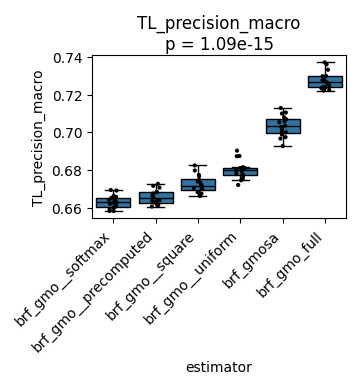 TL_precision_macro
p = 1.09e-15
TL_precision_macro
0.74
0.72
0.70
0.68
0.66
brf_gmo__softmax
brf_gmo__precomputed
brf_gmo__square
brf_gmo__uniform
brf_gmosa
brf_gmo_full
estimator